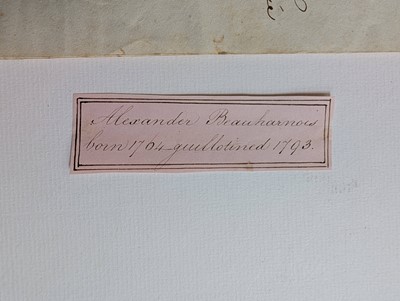 Alexander Beauharnois
born 1764 guillotined 1793.